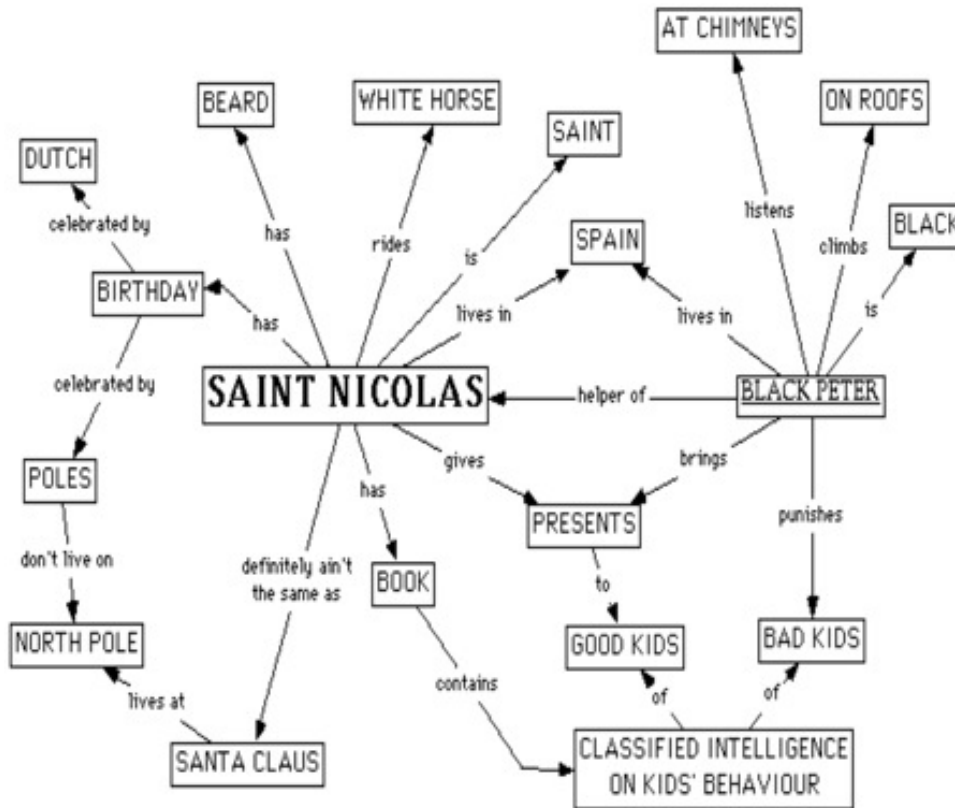 AT CHIMNEYS
BEARD
WHITE HORSE
ON ROOFS
SAINT
DUTCH
listens
BLACK
celebrated by
has
rides
SPAIN
climbs
is
BIRTHDAY
is
has
lives in
lives in
celebrated by
SAINT NICOLAS
helper of
BLACK PETER
gives
brings
POLES
has
PRESENTS
punishes
don't live on
definitely ain't
the same as
BOOK
to
NORTH POLE
GOOD KIDS
BAD KIDS
contains
lives at
of
of
SANTA CLAUS
CLASSIFIED INTELLIGENCE
ON KIDS' BEHAVIOUR